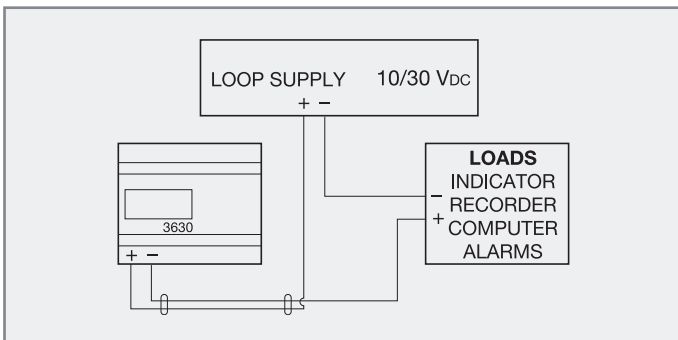 LOOP SUPPLY 10/30 VDC
+ −
3630
+ −
LOADS
INDICATOR
− RECORDER
+ COMPUTER
ALARMS